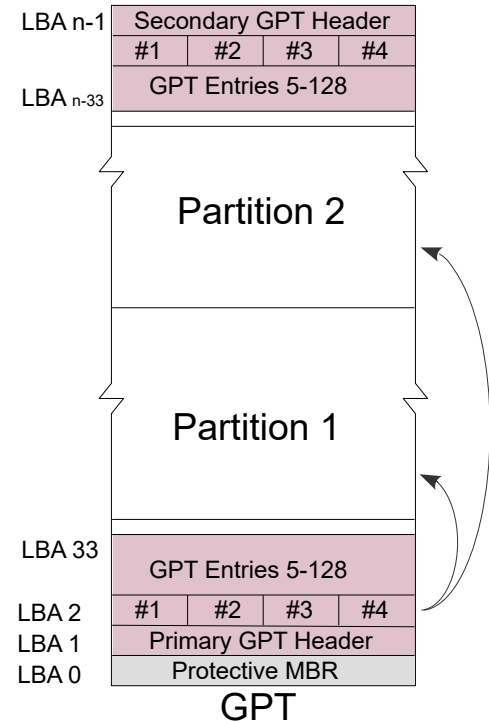 LBA n-1 Secondary GPT Header
#1 #2 #3 #4
LBA n-33 GPT Entries 5-128
Partition 2
Partition 1
LBA 33
GPT Entries 5-128
LBA 2 #1 #2 #3 #4
LBA 1 Primary GPT Header
LBA 0 Protective MBR
GPT